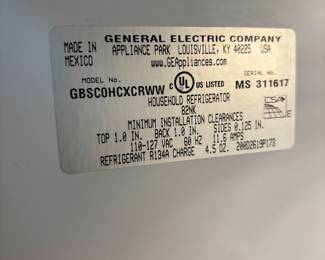 GENERAL ELECTRIC COMPANY
APPLIANCE PARK LOUISVILLE, KY 40225 USA
www.GEAppliances.com
MADE IN
MEXICO
MODEL No.
GBSC0HCXCRWW
C UL US LISTED
SERIAL No.
MS 311617
HOUSEHOLD REFRIGERATOR
82NK
MINIMUM INSTALLATION CLEARANCES
TOP 1.0 IN. BACK 1.0 IN. SIDES 0.125 IN.
110-127 VAC 60 HZ 11.6 AMPS
REFRIGERANT R134A CHARGE 4.5 OZ. 200D2619P173